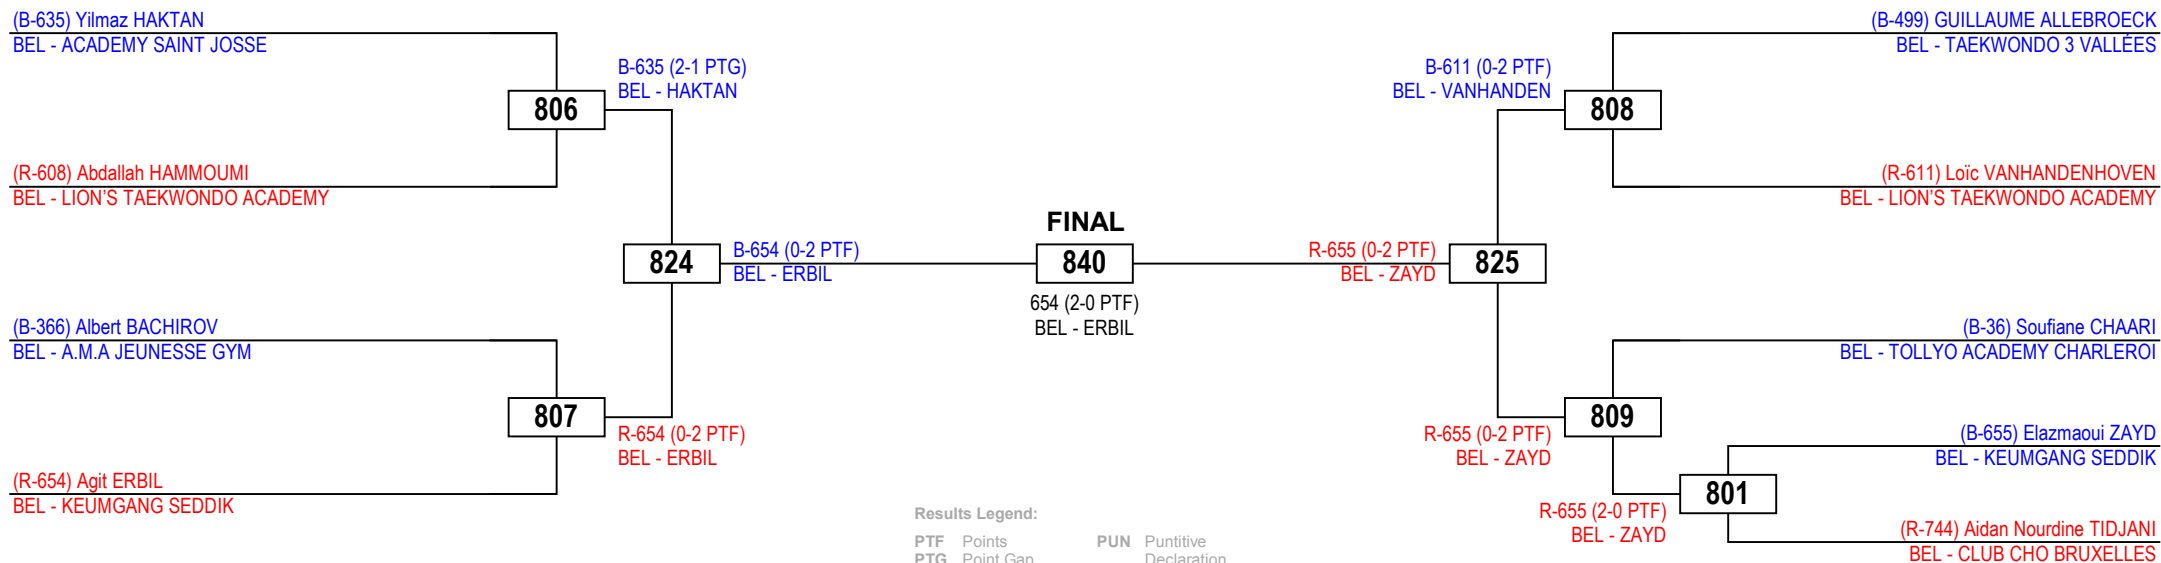 (B-635) Yilmaz HAKTAN
BEL - ACADEMY SAINT JOSSE
B-635 (2-1 PTG)
BEL - HAKTAN
806
(R-608) Abdallah HAMMOUMI
BEL - LION'S TAEKWONDO ACADEMY
824
B-654 (0-2 PTF)
BEL - ERBIL
(B-366) Albert BACHIROV
BEL - A.M.A JEUNESSE GYM
807
R-654 (0-2 PTF)
BEL - ERBIL
(R-654) Agit ERBIL
BEL - KEUMGANG SEDDIK
FINAL
840
654 (2-0 PTF)
BEL - ERBIL
(B-499) GUILLAUME ALLEBROECK
BEL - TAEKWONDO 3 VALLÉES
B-611 (0-2 PTF)
BEL - VANHANDEN
808
(R-611) Loïc VANHANDENHOVEN
BEL - LION'S TAEKWONDO ACADEMY
R-655 (0-2 PTF)
BEL - ZAYD
825
(B-36) Soufiane CHAARI
BEL - TOLLYO ACADEMY CHARLEROI
809
R-655 (0-2 PTF)
BEL - ZAYD
(B-655) Elazmaoui ZAYD
BEL - KEUMGANG SEDDIK
801
R-655 (2-0 PTF)
BEL - ZAYD
(R-744) Aidan Nourdine TIDJANI
BEL - CLUB CHO BRUXELLES
Results Legend:
PTF Points PUN Puntitive
PTG Point Gap Declaration